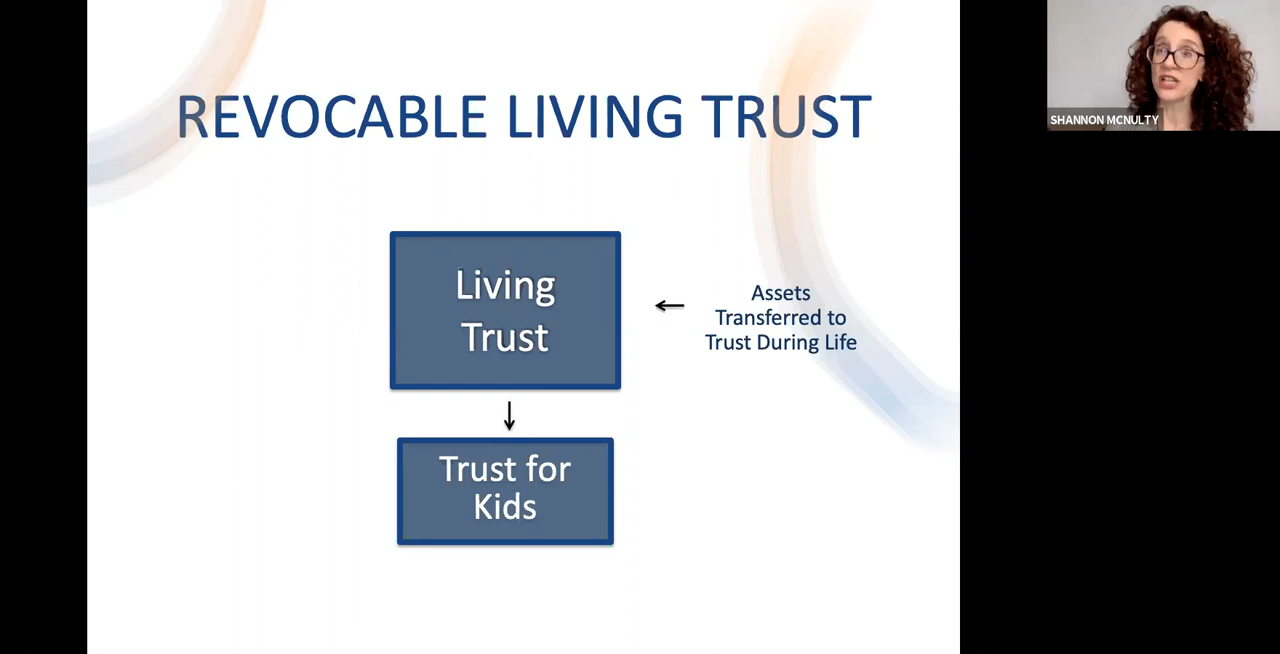 REVOCABLE LIVING TRUST
SHANNON MCNULTY
Living
Trust
Assets
Transferred to
Trust During Life
Trust for
Kids